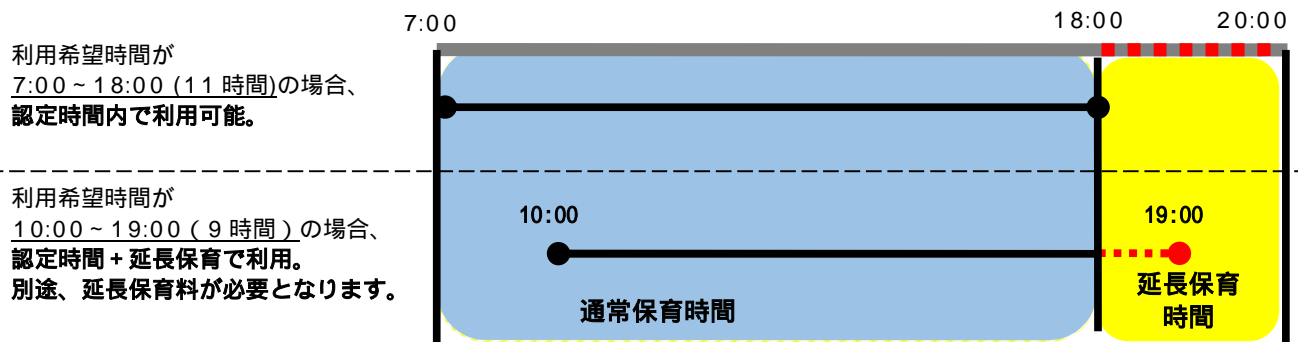 7:00
18:00
20:00
利用希望時間が
7:00~18:00 (11 時間)の場合、
認定時間内で利用可能。
利用希望時間が
10:00~19:00（9 時間）の場合、
認定時間+延長保育で利用。
別途、延長保育料が必要となります。
10:00
19:00
通常保育時間
延長保育
時間